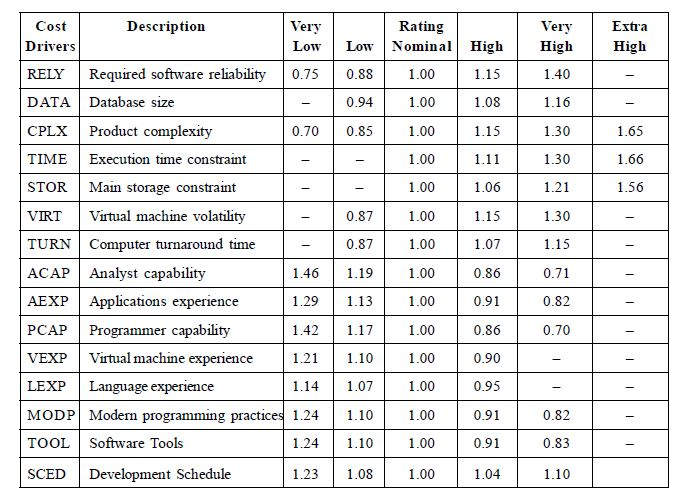 Cost Description Very Rating Very Extra
Drivers Low Low Nominal High High High
RELY Required software reliability 0.75 0.88 1.00 1.15 1.40 –
DATA Database size – 0.94 1.00 1.08 1.16 –
CPLX Product complexity 0.70 0.85 1.00 1.15 1.30 1.65
TIME Execution time constraint – – 1.00 1.11 1.30 1.66
STOR Main storage constraint – – 1.00 1.06 1.21 1.56
VIRT Virtual machine volatility – 0.87 1.00 1.15 1.30 –
TURN Computer turnaround time – 0.87 1.00 1.07 1.15 –
ACAP Analyst capability 1.46 1.19 1.00 0.86 0.71 –
AEXP Applications experience 1.29 1.13 1.00 0.91 0.82 –
PCAP Programmer capability 1.42 1.17 1.00 0.86 0.70 –
VEXP Virtual machine experience 1.21 1.10 1.00 0.90 – –
LEXP Language experience 1.14 1.07 1.00 0.95 – –
MODP Modern programming practices 1.24 1.10 1.00 0.91 0.82 –
TOOL Software Tools 1.24 1.10 1.00 0.91 0.83 –
SCED Development Schedule 1.23 1.08 1.00 1.04 1.10